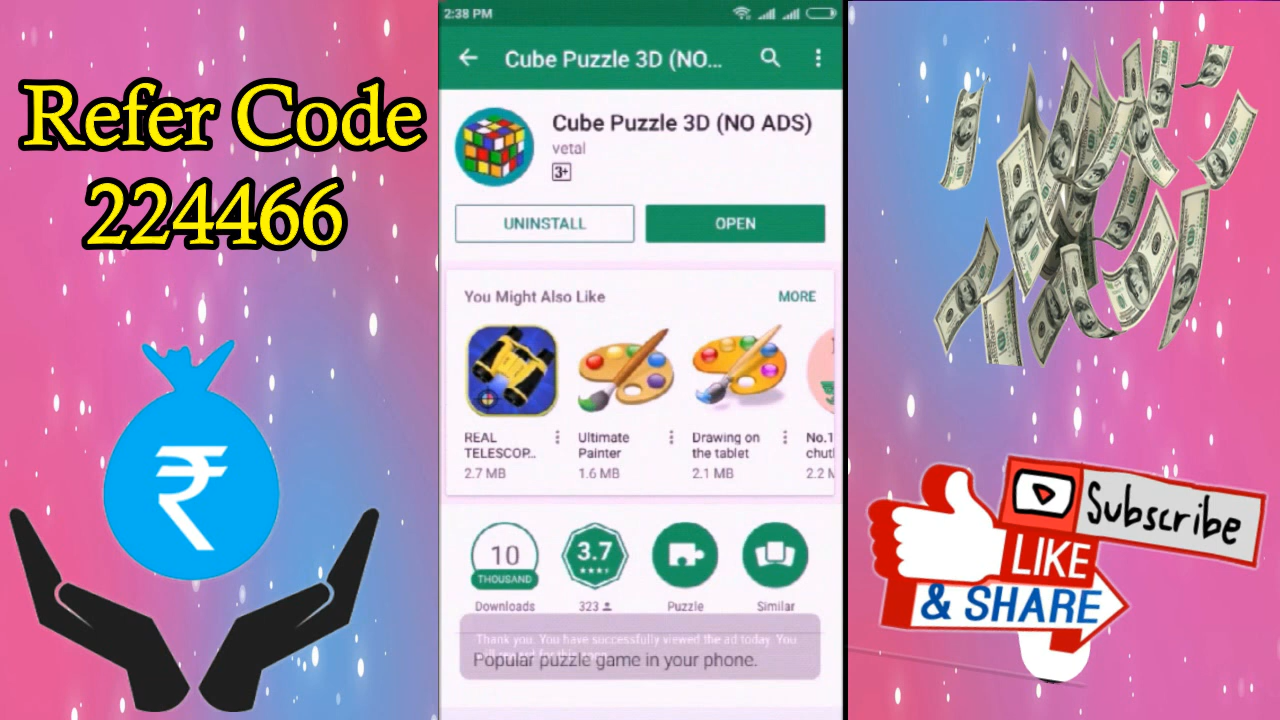 Refer Code
224466
₹
2:38 PM
Cube Puzzle 3D (NO...
Cube Puzzle 3D (NO ADS)
vetal
3+
UNINSTALL
OPEN
You Might Also Like
MORE
REAL
TELESCOP..
2.7 MB
Ultimate
Painter
1.6 MB
Drawing on
the tablet
2.1 MB
No.1
2.2 M
10
THOUSAND
Downloads
3.7
323
Puzzle
Similar
Thank you. You have successfully viewed the ad today. You
Popular puzzle game in your phone.
Subscribe
LIKE
& SHARE